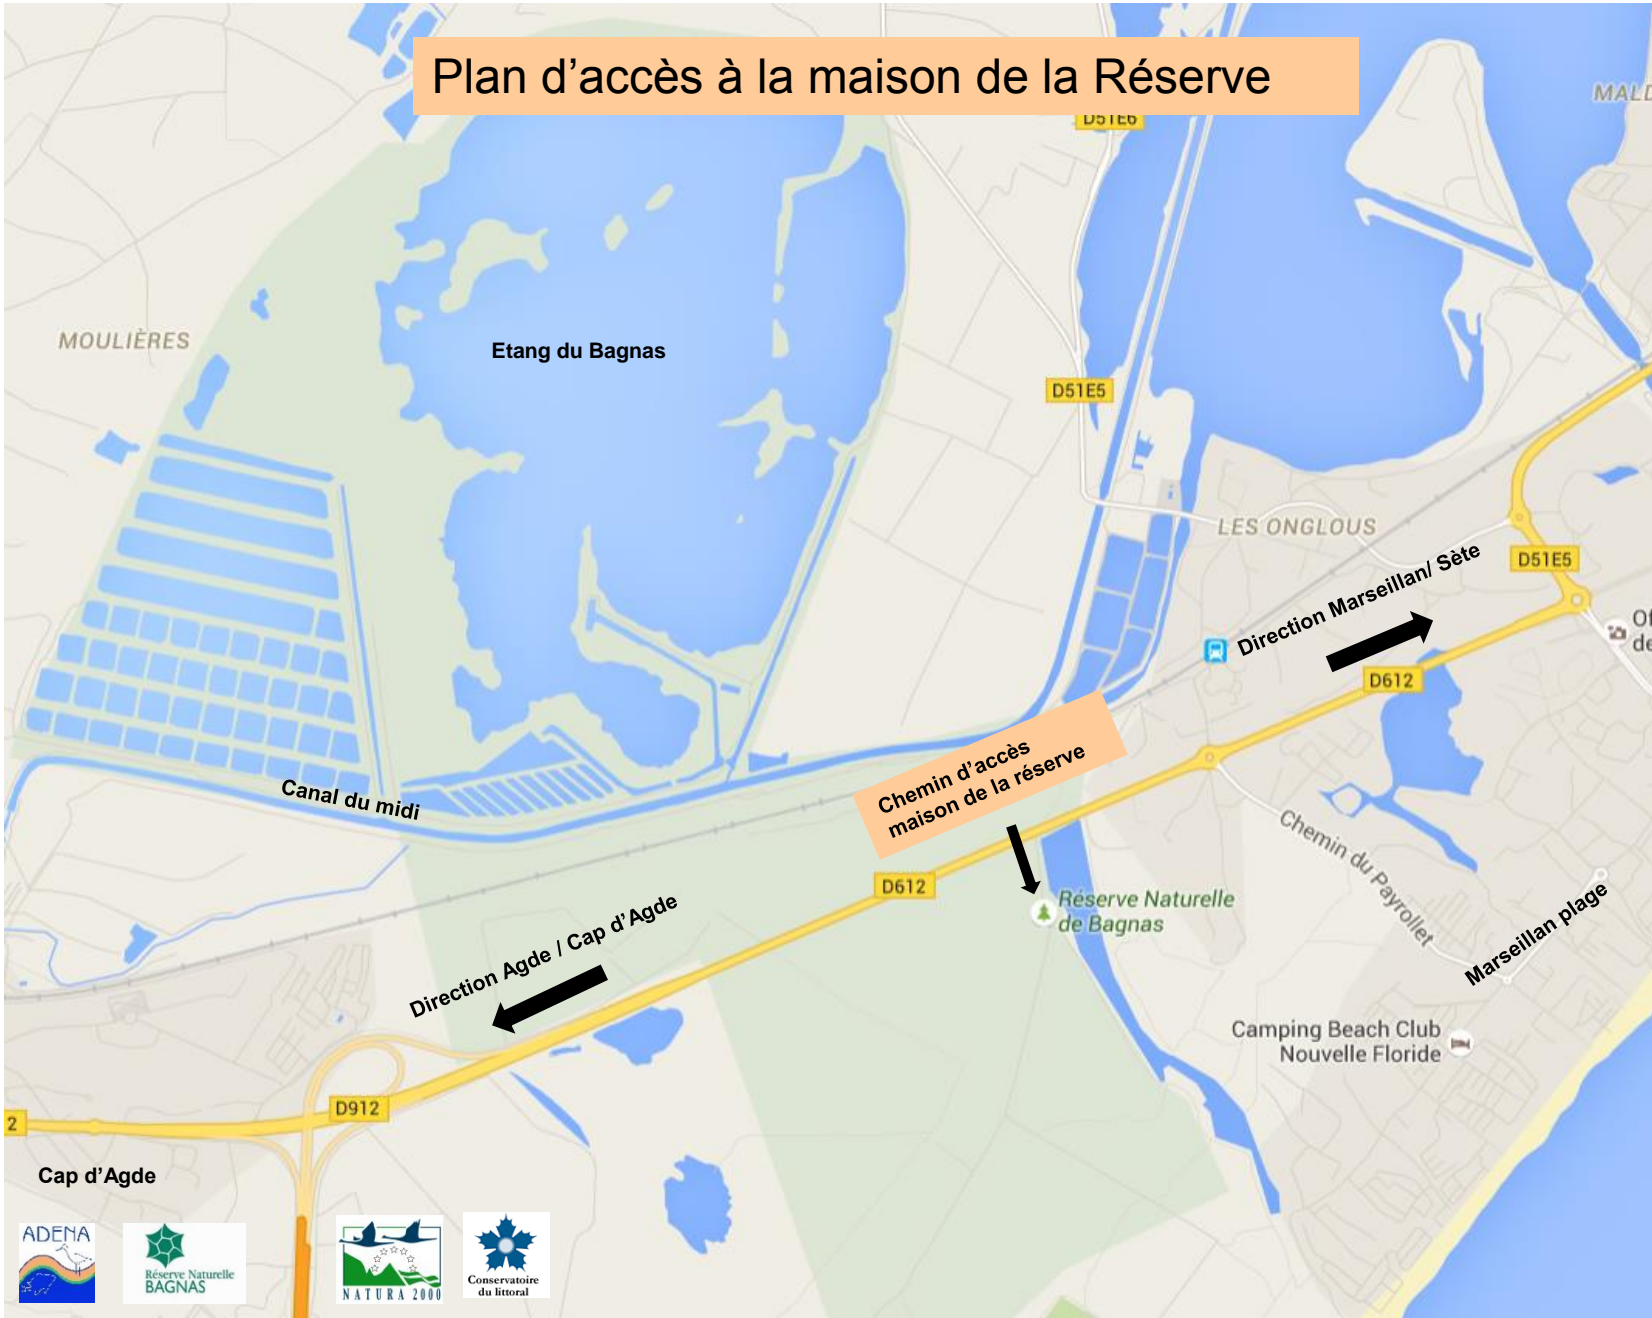 Plan d’accès à la maison de la Réserve
D51E6
MALD
MOULIÈRES
Etang du Bagnas
D51E5
LES ONGLOUS
D51E5
Direction Marseillan/ Sète
Of
de
D612
Chemin d’accès
maison de la réserve
Canal du midi
Chemin du Payrollet
D612
Réserve Naturelle
de Bagnas
Marseillan plage
Direction Agde / Cap d’Agde
Camping Beach Club
Nouvelle Floride
D912
2
Cap d’Agde
ADENA
Réserve Naturelle
BAGNAS
NATURA 2000
Conservatoire
du littoral